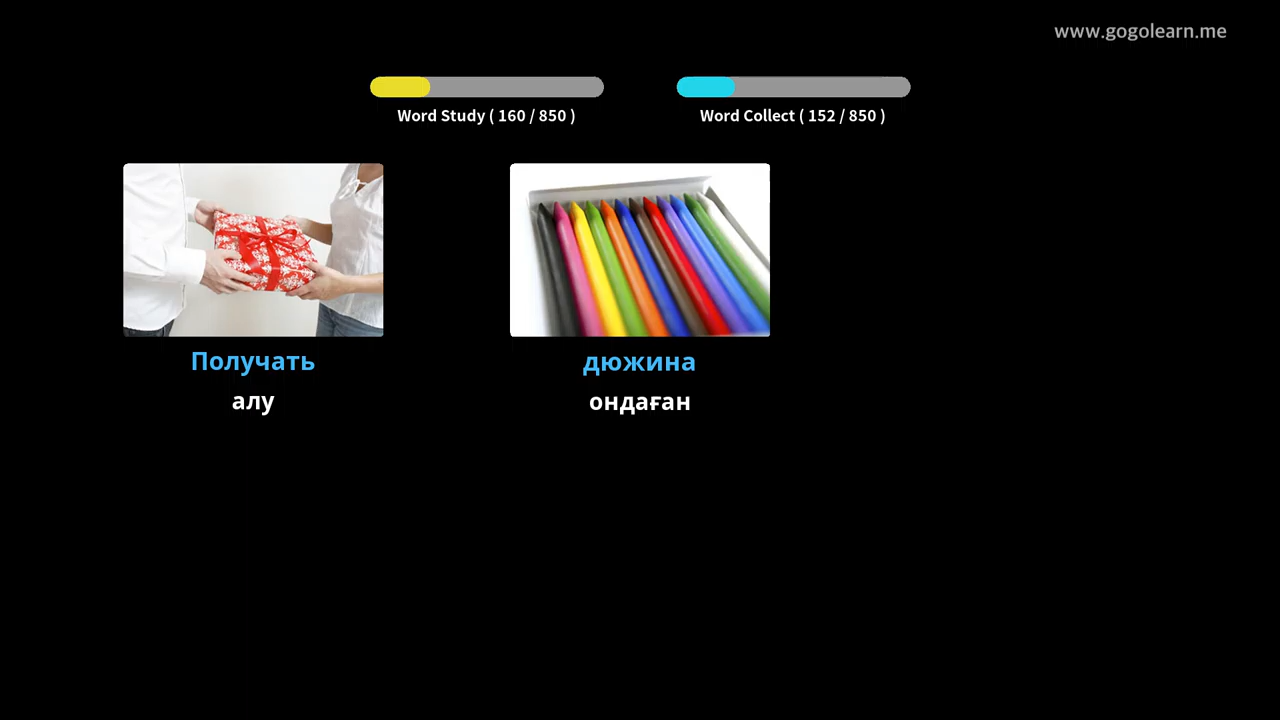 www.gogolearn.me
Word Study ( 160 / 850 )
Word Collect ( 152 / 850 )
Получать
алу
дюжина
ондаған